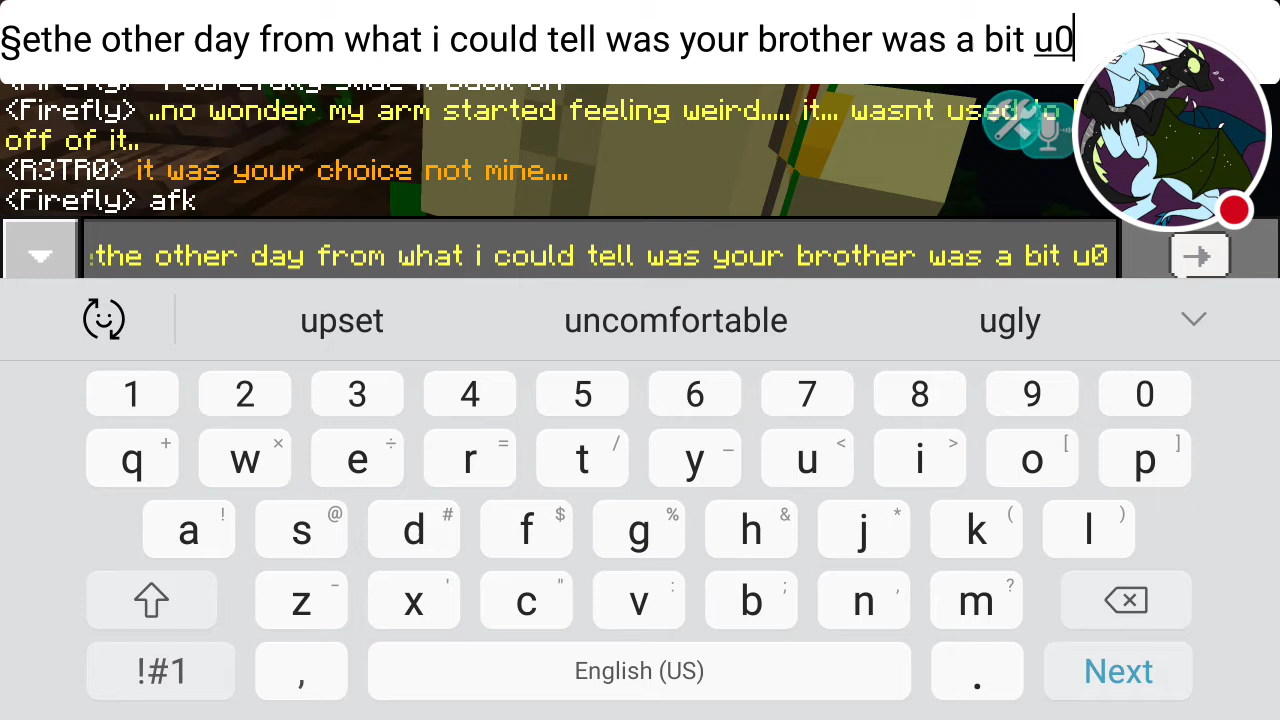 §ethe other day from what i could tell was your brother was a bit u0
<Firefly>
<Firefly> ..no wonder my arm started feeling weird..... it... wasnt used to
off of it..
<R3TR0> it was your choice not mine....
<Firefly> afk
the other day from what i could tell was your brother was a bit u0
upset uncomfortable ugly
1 2 3 4 5 6 7 8 9 0
q + w × e ÷ r = t / y _ u < i > o [ p ]
a ! s @ d # f $ g % h & j * k ( l )
z - x ' c " v : b ; n , m ?
!#1 , English (US) . Next